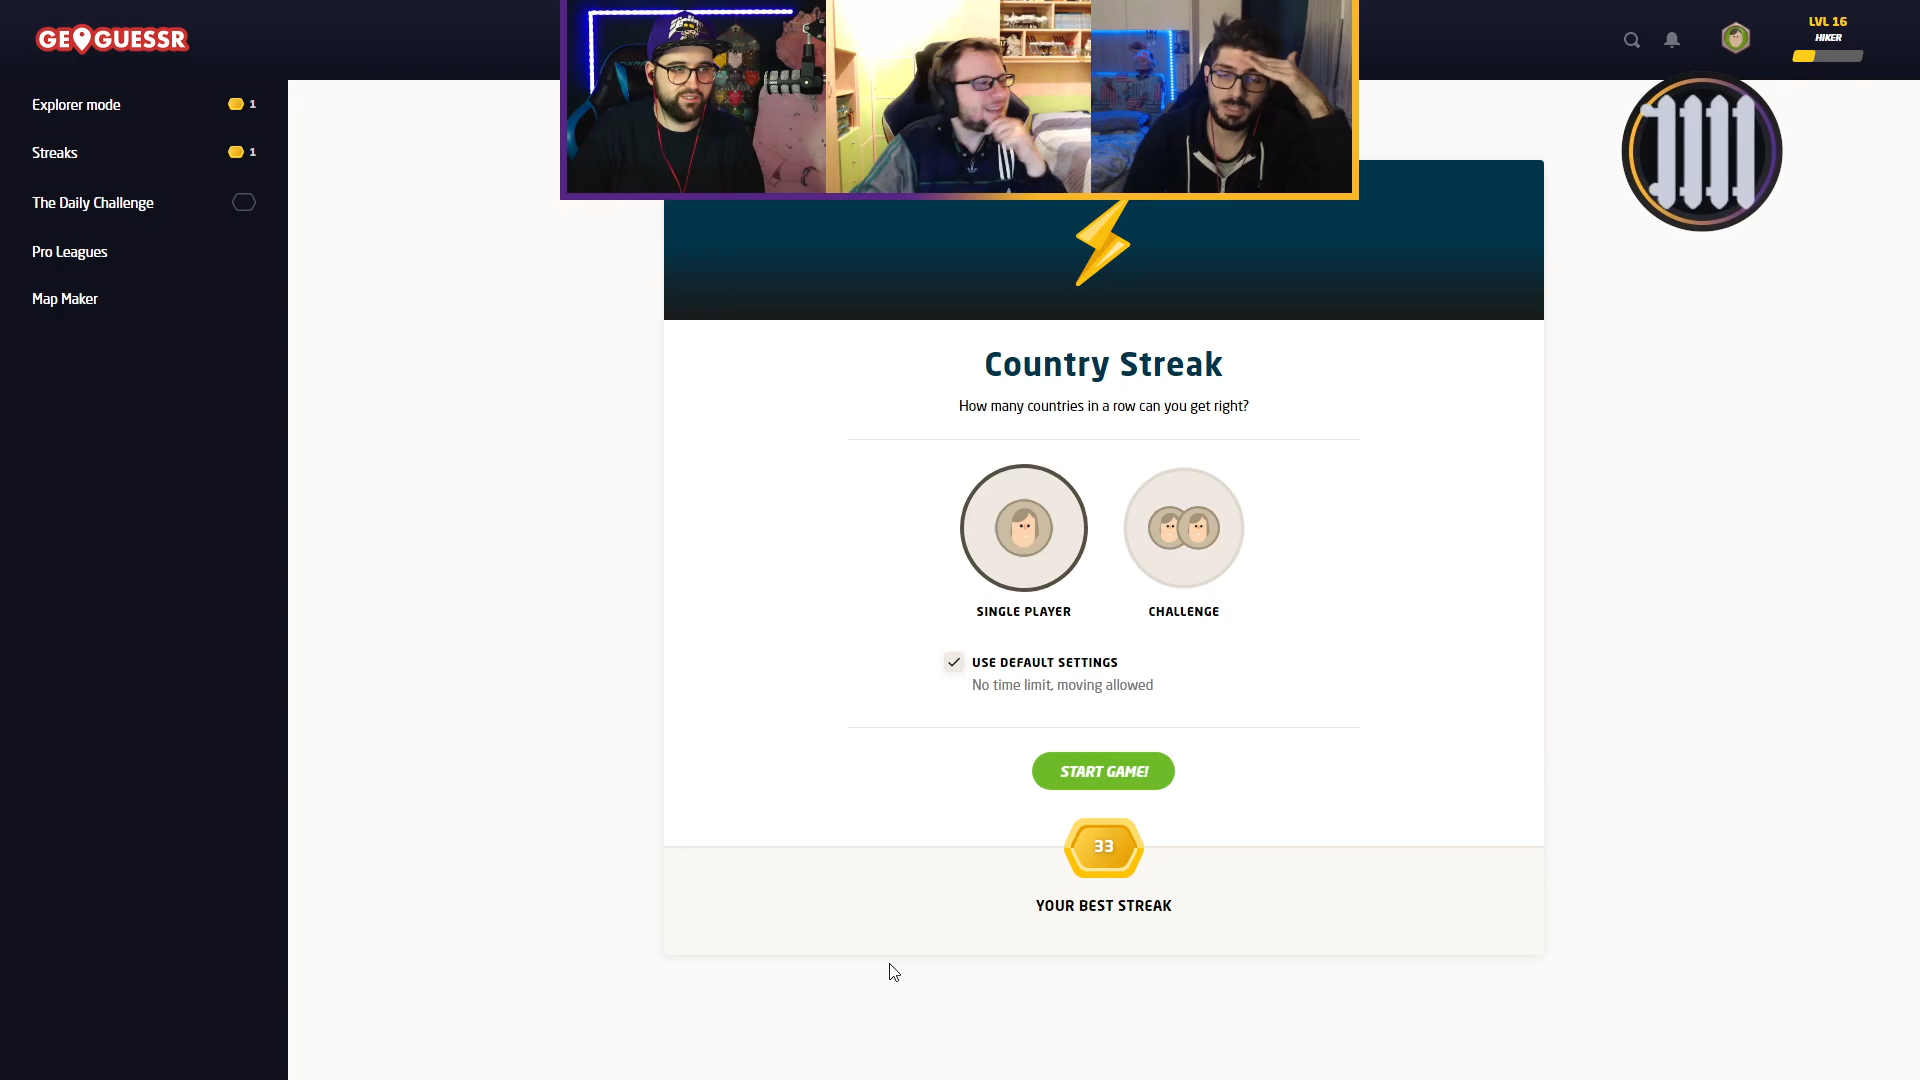 GEOGUESSR
LVL 16
HIKER
Explorer mode
1
Streaks
1
The Daily Challenge
Pro Leagues
Map Maker
Country Streak
How many countries in a row can you get right?
SINGLE PLAYER
CHALLENGE
USE DEFAULT SETTINGS
No time limit, moving allowed
START GAME!
33
YOUR BEST STREAK